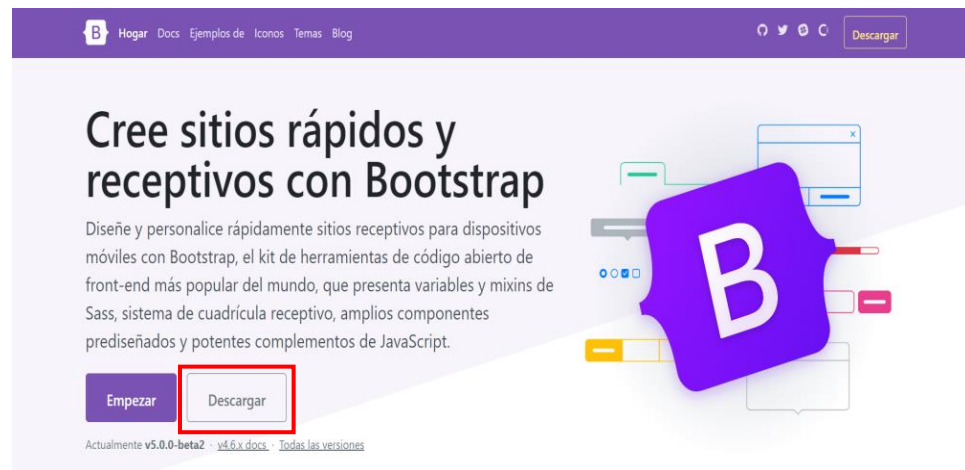 B Hogar Docs Ejemplos de Iconos Temas Blog Descargar
Cree sitios rápidos y
receptivos con Bootstrap
Diseñe y personalice rápidamente sitios receptivos para dispositivos
móviles con Bootstrap, el kit de herramientas de código abierto de
front-end más popular del mundo, que presenta variables y mixins de
Sass, sistema de cuadrícula receptivo, amplios componentes
prediseñados y potentes complementos de JavaScript.
Empezar Descargar
Actualmente v5.0.0-beta2 · v4.6.x docs · Todas las versiones
B